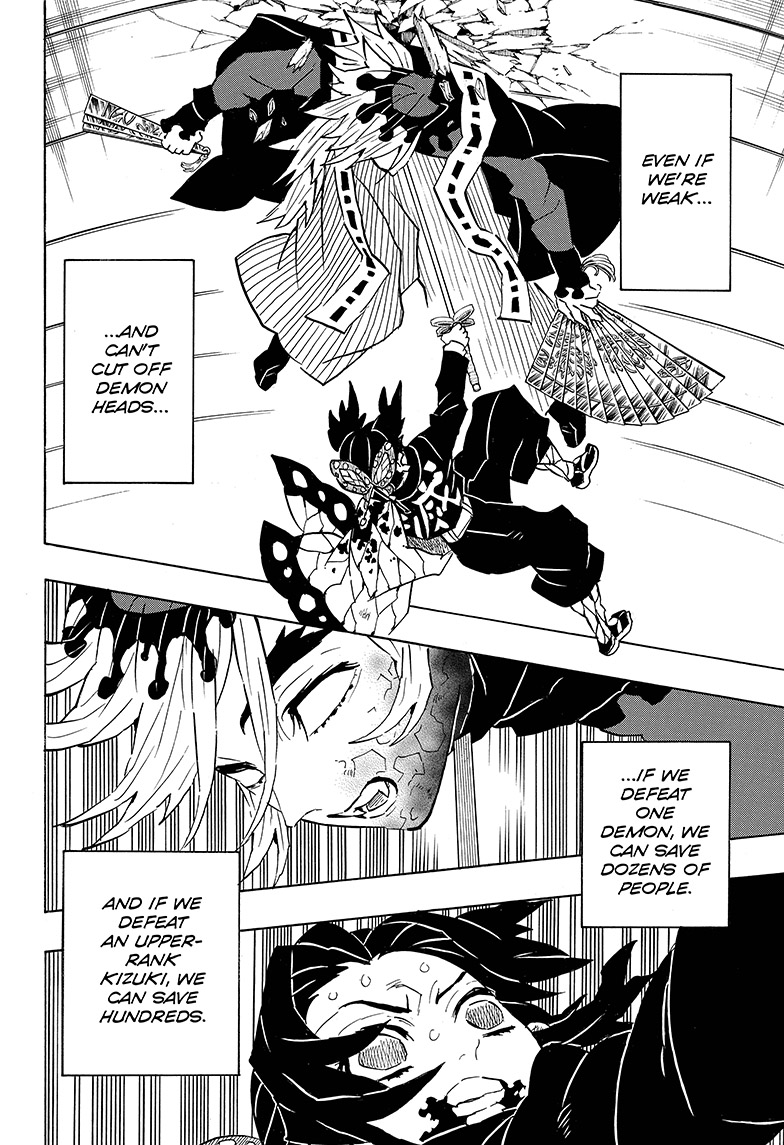 EVEN IF
WE'RE
WEAK...
...AND
CAN'T
CUT OFF
DEMON
HEADS...
...IF WE
DEFEAT
ONE
DEMON, WE
CAN SAVE
DOZENS OF
PEOPLE.
AND IF WE
DEFEAT
AN UPPER-
RANK
KIZUKI, WE
CAN SAVE
HUNDREDS.